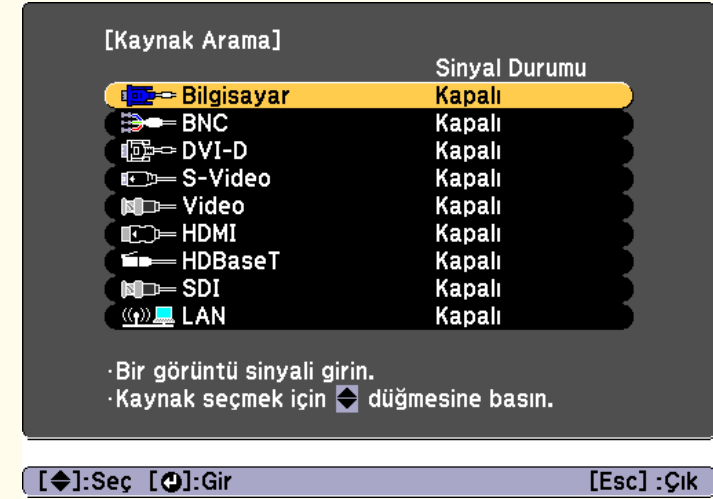 [Kaynak Arama]
Sinyal Durumu
Bilgisayar Kapalı
BNC Kapalı
DVI-D Kapalı
S-Video Kapalı
Video Kapalı
HDMI Kapalı
HDBaseT Kapalı
SDI Kapalı
LAN Kapalı
·Bir görüntü sinyali girin.
·Kaynak seçmek için düğmesine basın.
[]:Seç []:Gir [Esc] :Çık